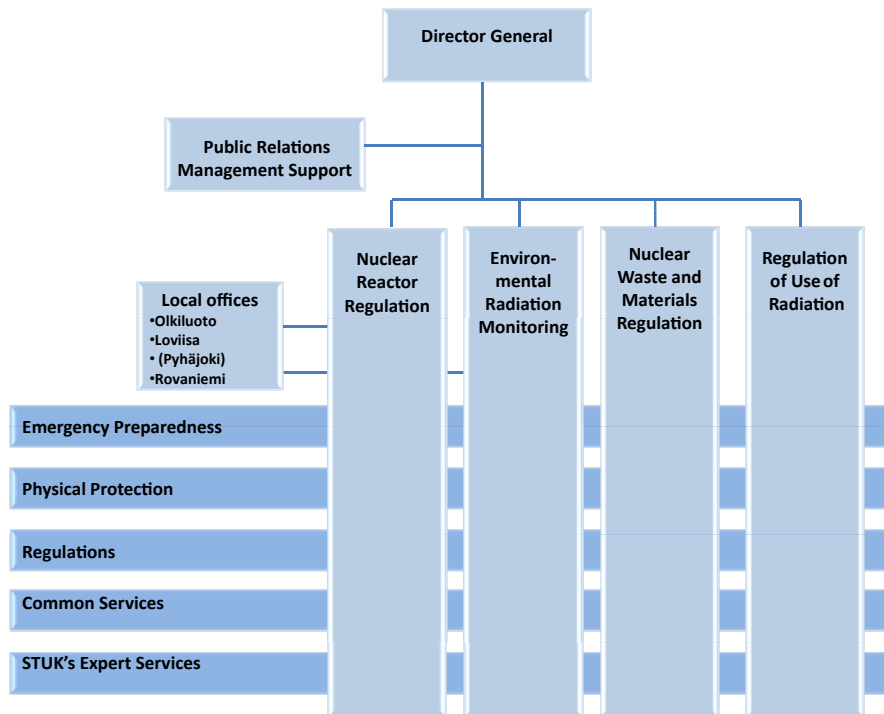 Director General
Public Relations
Management Support
Nuclear
Reactor
Regulation
Environ-
mental
Radiation
Monitoring
Nuclear
Waste and
Materials
Regulation
Regulation
of Use of
Radiation
Local offices
•Olkiluoto
•Loviisa
• (Pyhäjoki)
•Rovaniemi
Emergency Preparedness
Physical Protection
Regulations
Common Services
STUK's Expert Services